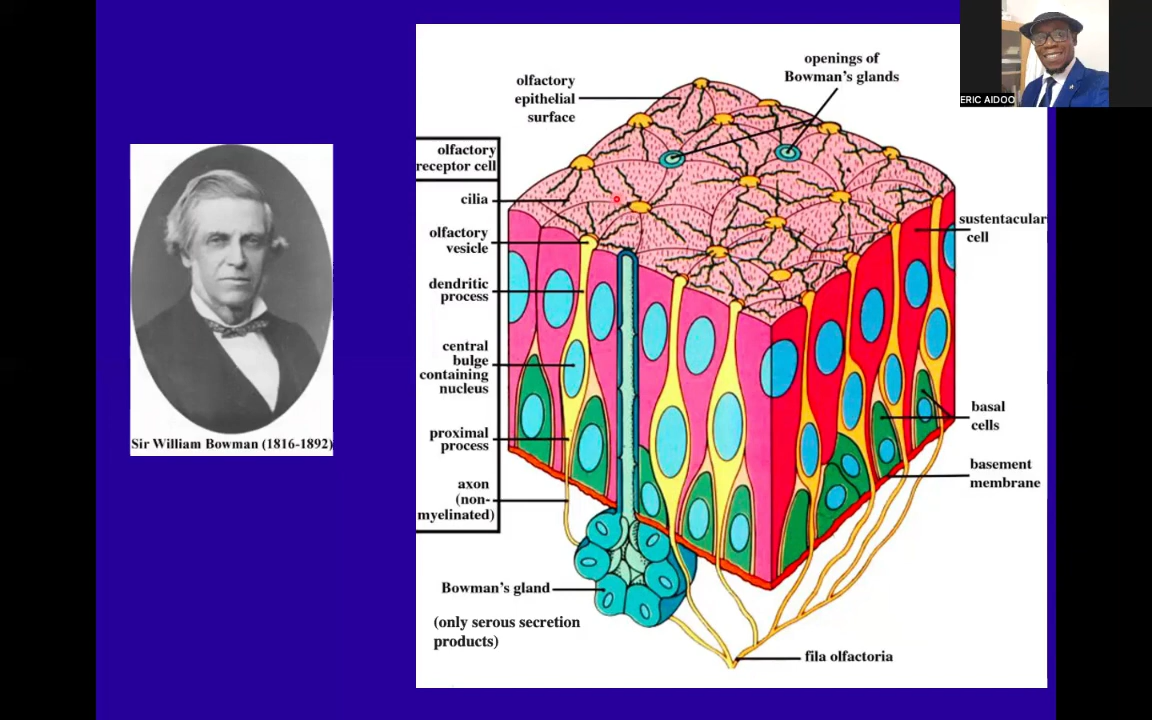 ERIC AIDOO
openings of
Bowman's glands
olfactory
epithelial
surface
olfactory
receptor cell
cilia
olfactory
vesicle
dendritic
process
central
bulge
containing
nucleus
proximal
process
axon
(non-
myelinated)
Bowman's gland
(only serous secretion
products)
sustentacular
cell
basal
cells
basement
membrane
fila olfactoria
Sir William Bowman (1816-1892)